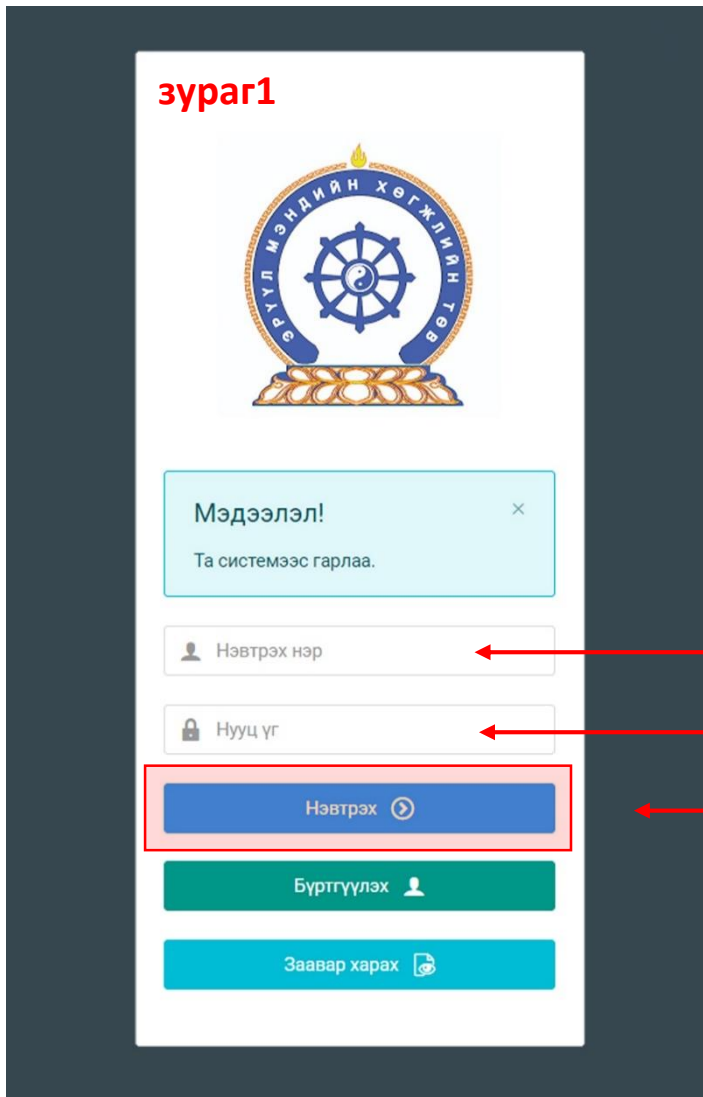 зураг1
ЭРҮҮЛ МЭНДИЙН ХӨГЖЛИЙН ТӨВ
Мэдээлэл!
×
Та системээс гарлаа.
Нэвтрэх нэр
Нууц үг
Нэвтрэх
Бүртгүүлэх
Заавар харах